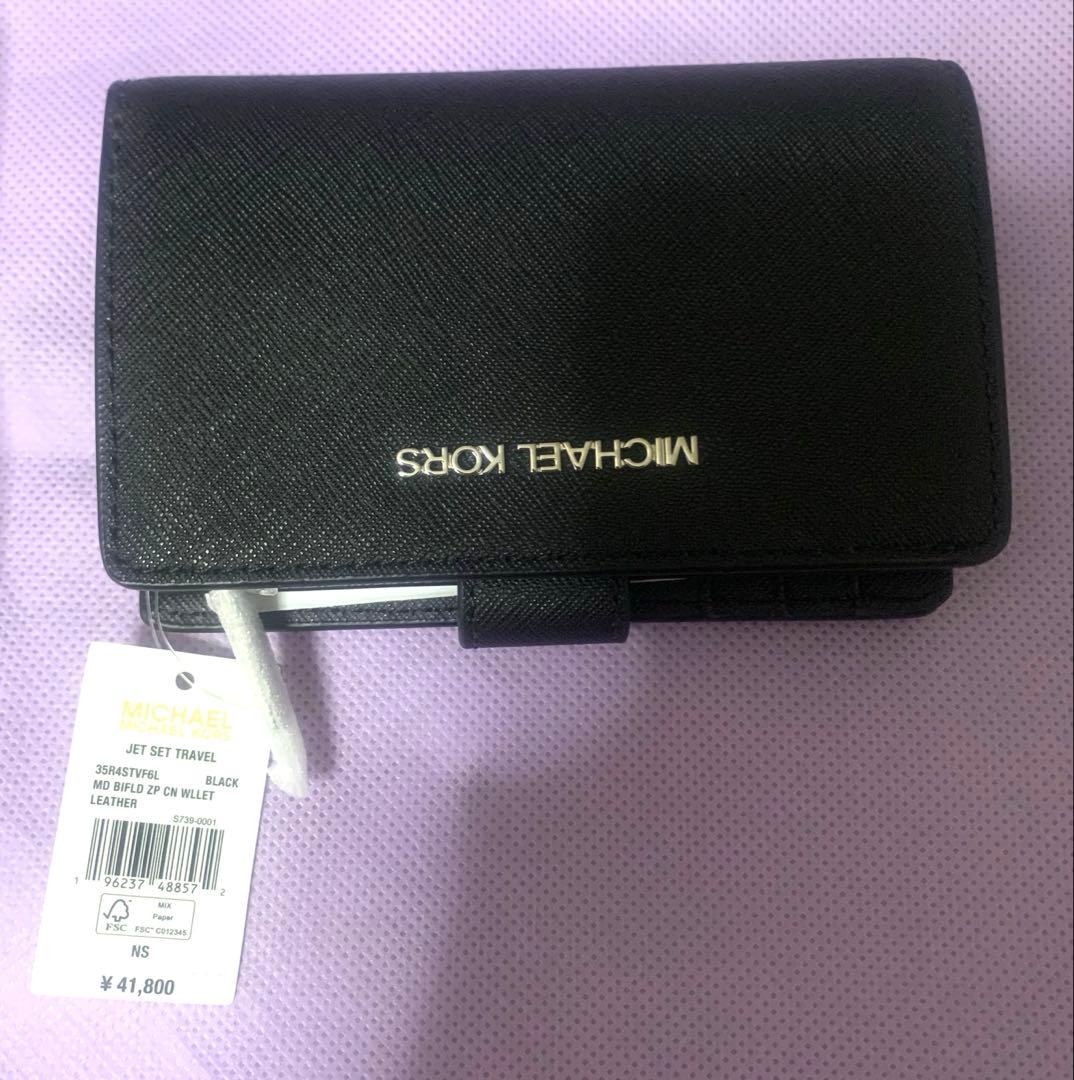 MICHAEL KORS
MICHAEL
MICHAEL KORS
JET SET TRAVEL
35R4STVF6L BLACK
MD BIFLD ZP CN WLLET
LEATHER
S739-0001
1 96237 48857 2
FSC
MIX
Paper
FSC™ C012345
NS
¥ 41,800